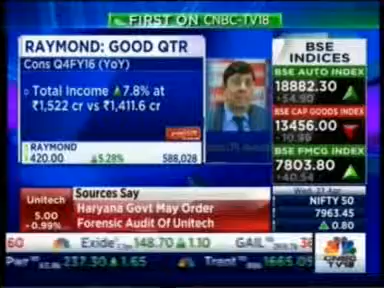 FIRST ON CNBC-TV18
RAYMOND: GOOD QTR
Cons Q4FY16 (YoY)
Total Income ▲7.8% at
₹1,522 cr vs ₹1,411.6 cr
RAYMOND
420.00 ▲5.28% 588,028
BSE
INDICES
BSE AUTO INDEX
18882.30
BSE CAP GOODS INDEX
13456.00
BSE FMCG INDEX
7803.80
Unitech
5.00
-0.99%
Sources Say
Haryana Govt May Order
Forensic Audit Of Unitech
NIFTY 50
7963.45
▲ 0.80
60 Exide 148.70 ▲1.10 GAIL
237.30 ▲1.65 Trent 1665.05
CNBC
TV18